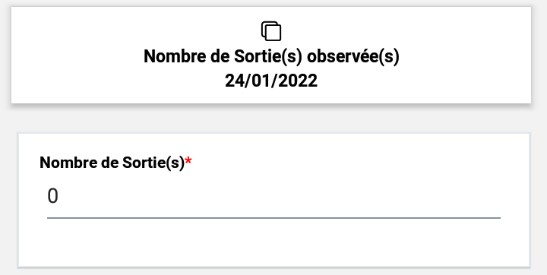 Nombre de Sortie(s) observée(s)
24/01/2022
Nombre de Sortie(s)*
0